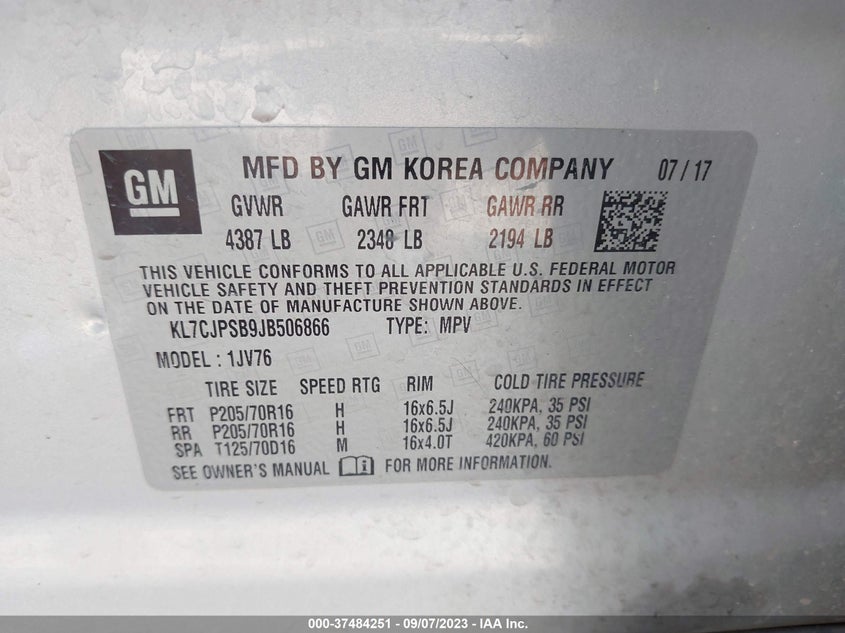 GM MFD BY GM KOREA COMPANY 07/17
GVWR GAWR FRT GAWR RR
4387 LB 2348 LB 2194 LB
THIS VEHICLE CONFORMS TO ALL APPLICABLE U.S. FEDERAL MOTOR
VEHICLE SAFETY AND THEFT PREVENTION STANDARDS IN EFFECT
ON THE DATE OF MANUFACTURE SHOWN ABOVE.
KL7CJPSB9JB506866 TYPE: MPV
MODEL : 1JV76
TIRE SIZE SPEED RTG RIM COLD TIRE PRESSURE
FRT P205/70R16 H 16x6.5J 240KPA, 35 PSI
RR P205/70R16 H 16x6.5J 240KPA, 35 PSI
SPA T125/70D16 M 16x4.0T 420KPA, 60 PSI
SEE OWNER'S MANUAL FOR MORE INFORMATION.
000-37484251 - 09/07/2023 - IAA Inc.